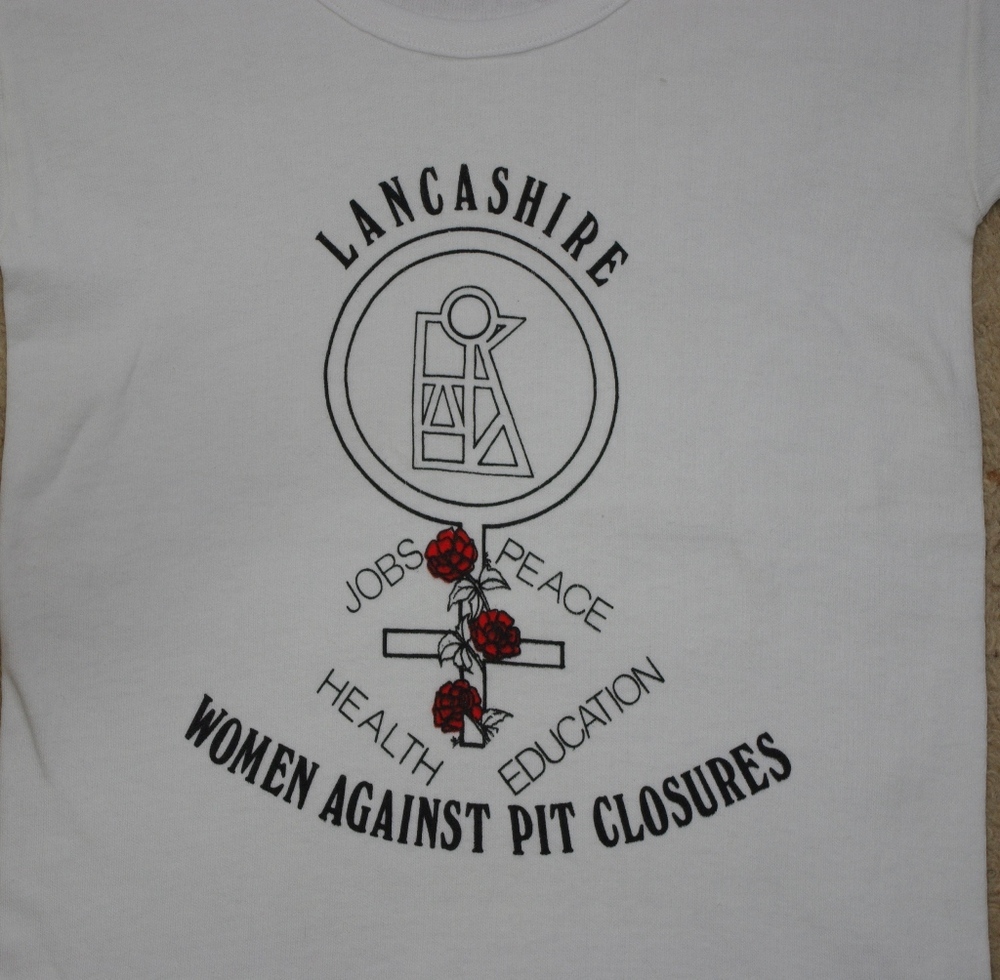 LANCASHIRE
JOBS PEACE
HEALTH EDUCATION
WOMEN AGAINST PIT CLOSURES